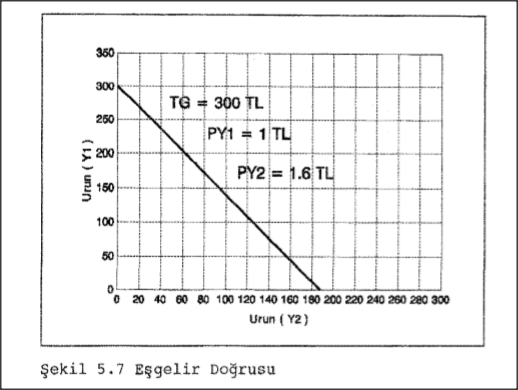 350
300
250
200
150
100
50
0
Urun ( Y1 )
TG = 300 TL
PY1 = 1 TL
PY2 = 1.6 TL
0 20 40 60 80 100 120 140 160 180 200 220 240 260 280 300
Urun ( Y2 )
Şekil 5.7 Eşgelir Doğrusu